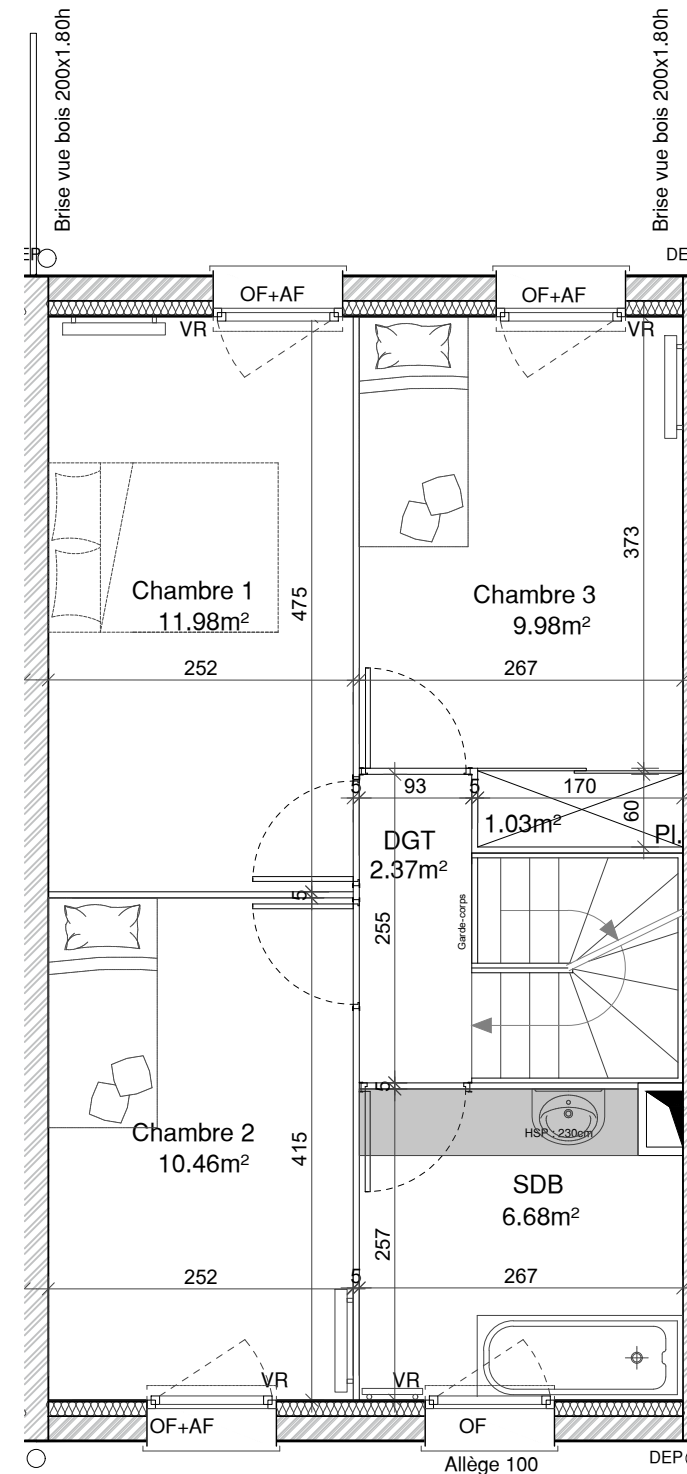 Brise vue bois 200x1.80h
Brise vue bois 200x1.80h
EP
DE
OF+AF
OF+AF
VR
VR
373
Chambre 1
11.98m²
475
Chambre 3
9.98m²
252
267
5
93
5
170
60
1.03m²
Pl.
DGT
2.37m²
5
255
Garde-corps
5
HSP : 230cm
Chambre 2
10.46m²
415
SDB
6.68m²
257
252
5
267
VR
VR
OF+AF
OF
Allège 100
DEP